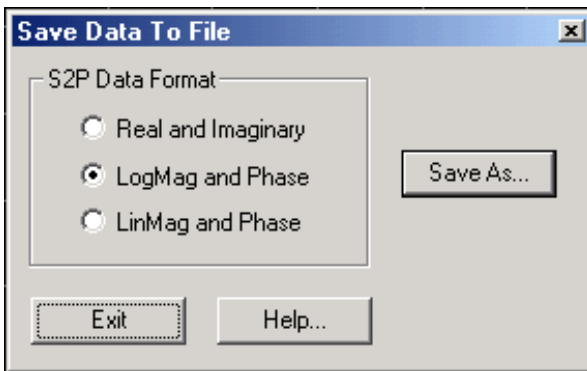 Save Data To File
S2P Data Format
Real and Imaginary
LogMag and Phase
Save As...
LinMag and Phase
Exit
Help...